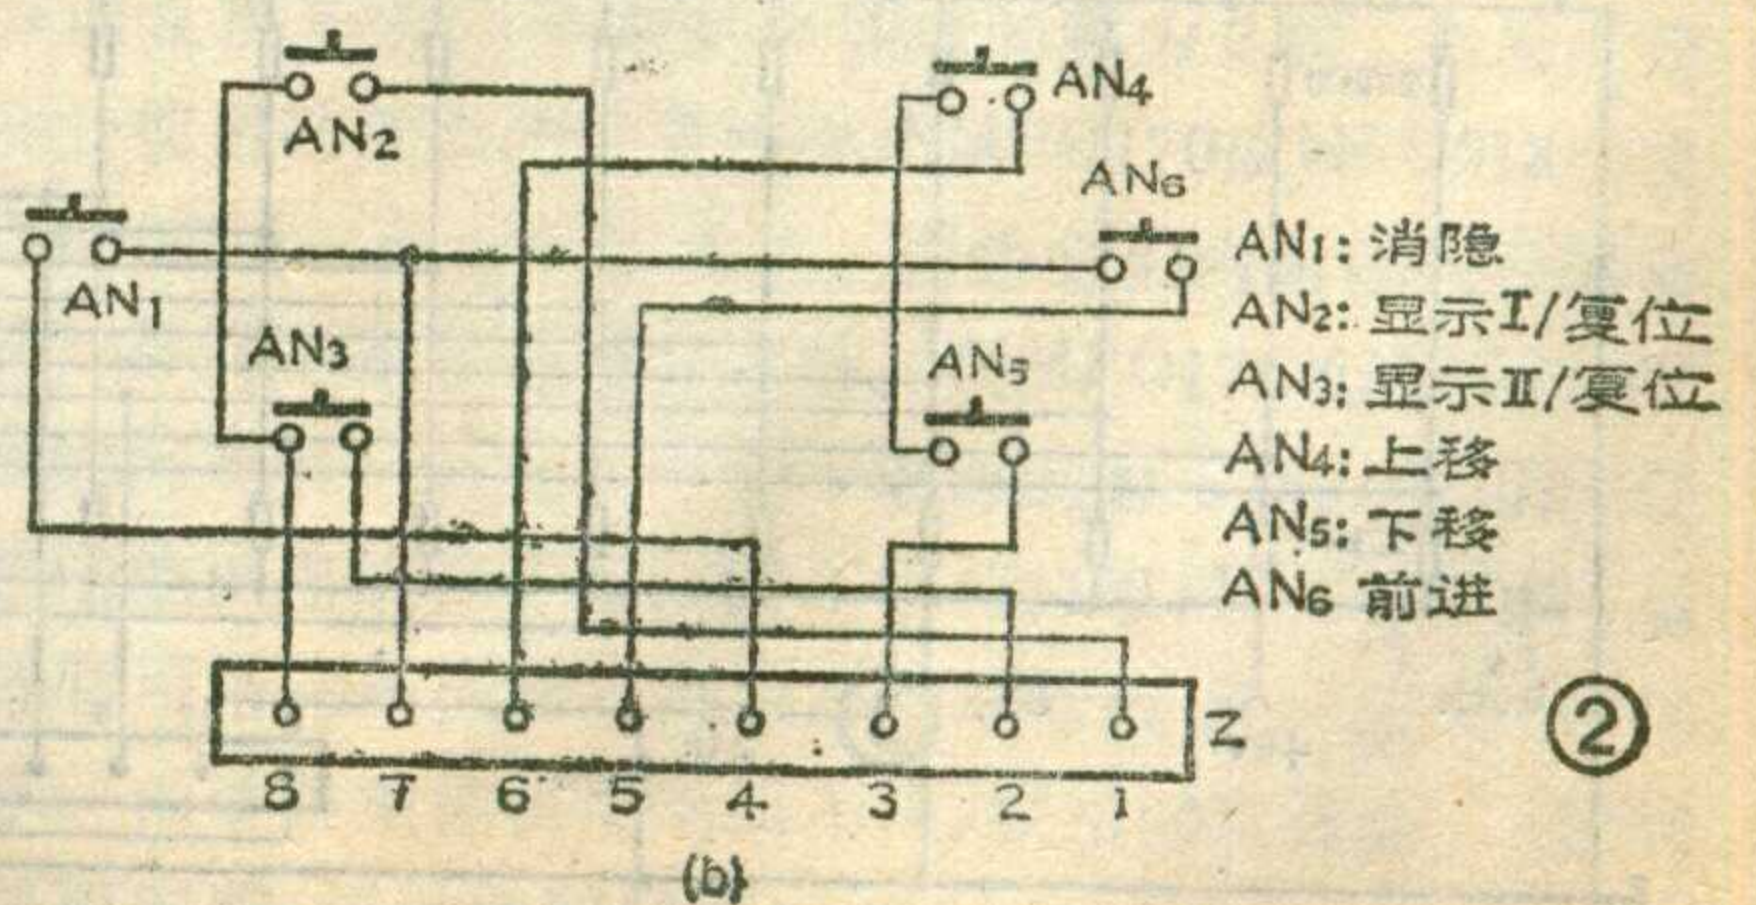 AN₂
AN₄
AN₆
AN₁
AN₃
AN₅
AN₁: 消隐
AN₂: 显示Ⅰ/复位
AN₃: 显示Ⅱ/复位
AN₄: 上移
AN₅: 下移
AN₆ 前进
Z
8 7 6 5 4 3 2 1
②
(b)